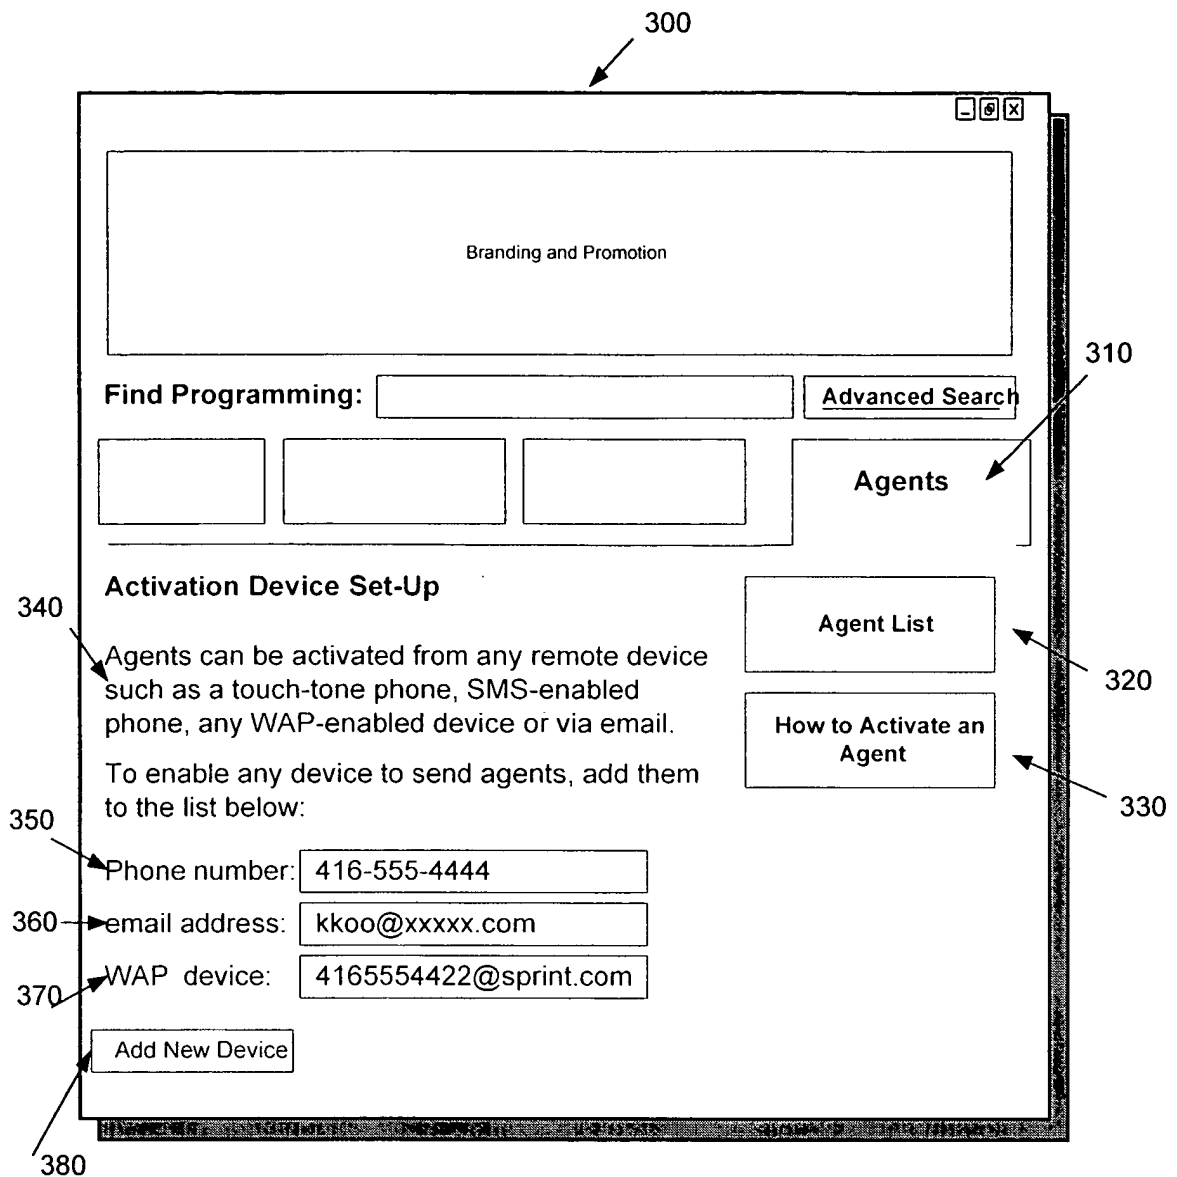 300
Branding and Promotion
310
Find Programming:
Advanced Search
Agents
Activation Device Set-Up
340
Agent List
Agents can be activated from any remote device
such as a touch-tone phone, SMS-enabled
phone, any WAP-enabled device or via email.
320
How to Activate an
Agent
To enable any device to send agents, add them
to the list below:
330
350
Phone number: 416-555-4444
360
email address: kkoo@xxxxx.com
WAP device: 4165554422@sprint.com
370
Add New Device
380